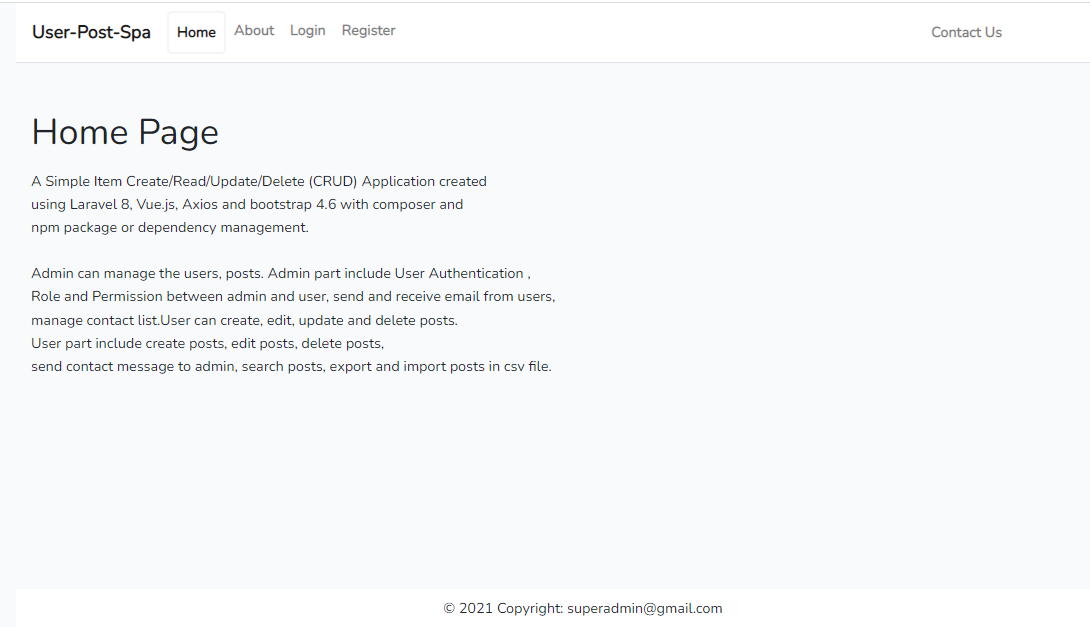 User-Post-Spa Home About Login Register Contact Us
Home Page
A Simple Item Create/Read/Update/Delete (CRUD) Application created
using Laravel 8, Vue.js, Axios and bootstrap 4.6 with composer and
npm package or dependency management.
Admin can manage the users, posts. Admin part include User Authentication ,
Role and Permission between admin and user, send and receive email from users,
manage contact list.User can create, edit, update and delete posts.
User part include create posts, edit posts, delete posts,
send contact message to admin, search posts, export and import posts in csv file.
© 2021 Copyright: superadmin@gmail.com